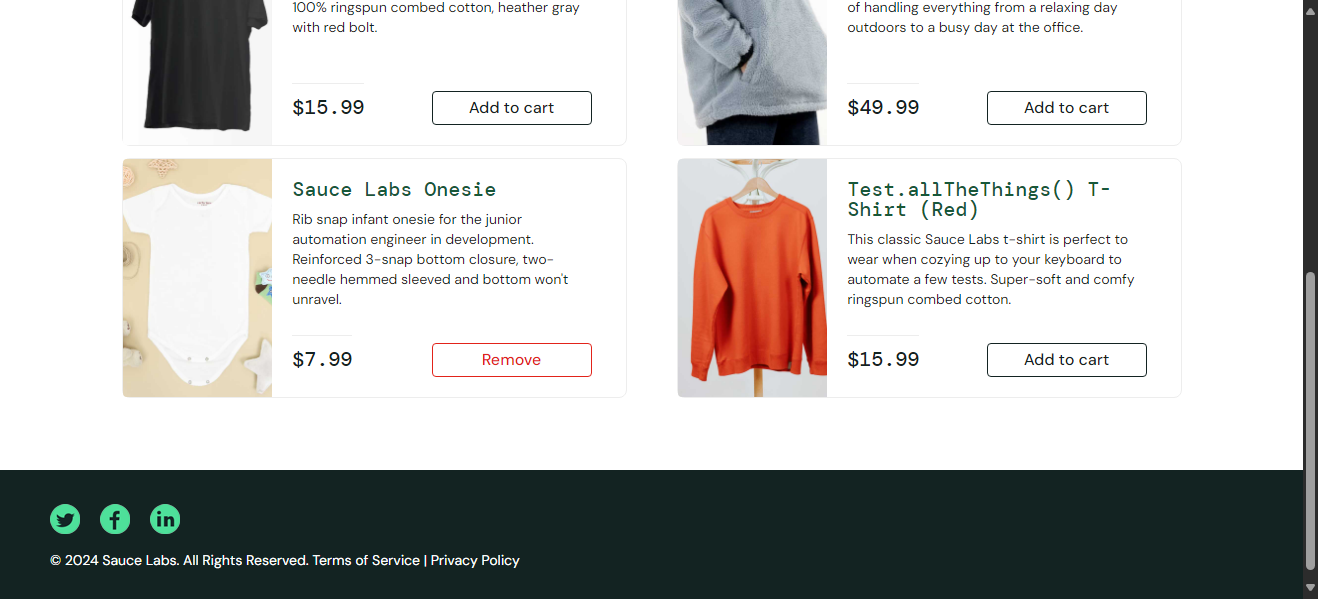 100% ringspun combed cotton, heather gray
with red bolt.
$15.99
Add to cart
of handling everything from a relaxing day
outdoors to a busy day at the office.
$49.99
Add to cart
Sauce Labs Onesie
Rib snap infant onesie for the junior
automation engineer in development.
Reinforced 3-snap bottom closure, two-
needle hemmed sleeved and bottom won't
unravel.
$7.99
Remove
Test.allTheThings() T-
Shirt (Red)
This classic Sauce Labs t-shirt is perfect to
wear when cozying up to your keyboard to
automate a few tests. Super-soft and comfy
ringspun combed cotton.
$15.99
Add to cart
© 2024 Sauce Labs. All Rights Reserved. Terms of Service | Privacy Policy